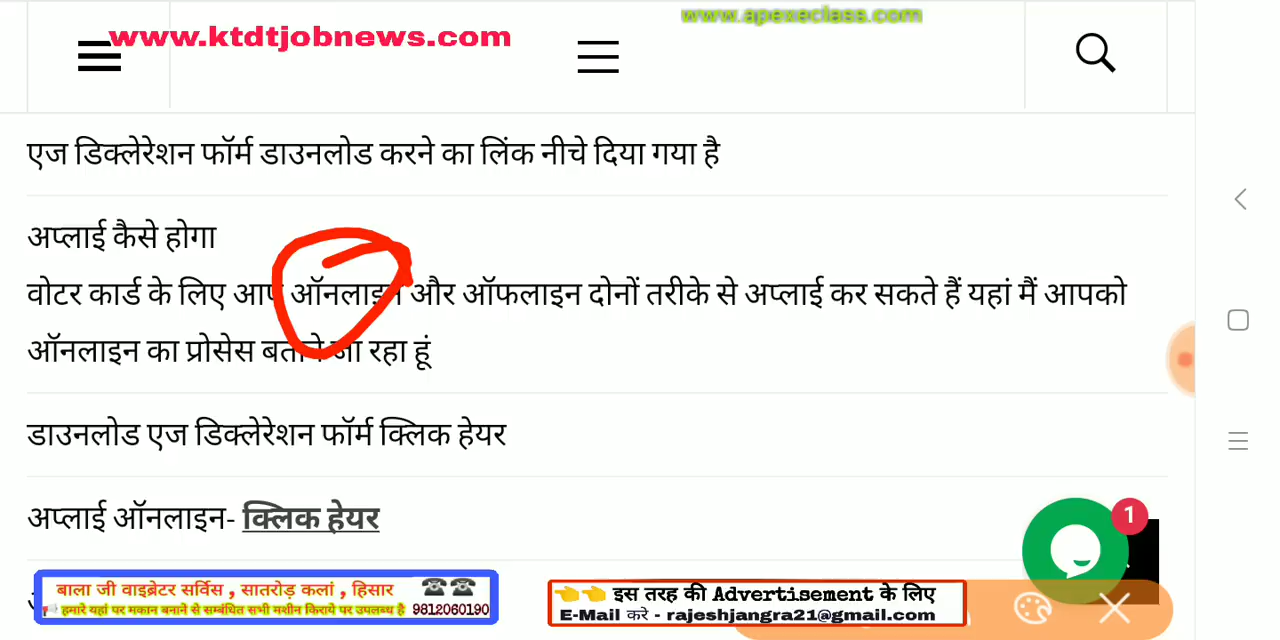 www.apexeclass.com
www.ktdtjobnews.com
एज डिक्लेरेशन फॉर्म डाउनलोड करने का लिंक नीचे दिया गया है
अप्लाई कैसे होगा
वोटर कार्ड के लिए आप ऑनलाइन और ऑफलाइन दोनों तरीके से अप्लाई कर सकते हैं यहां मैं आपको
ऑनलाइन का प्रोसेस बताने जा रहा हूं
डाउनलोड एज डिक्लेरेशन फॉर्म क्लिक हेयर
अप्लाई ऑनलाइन- क्लिक हेयर
1
बाला जी वाइब्रेटर सर्विस , सातरोड़ कलां , हिसार
हमारे यहां पर मकान बनाने से सम्बंधित सभी मशीन किराये पर उपलब्ध है 9812060190
इस तरह की Advertisement के लिए
E-Mail करे - rajeshjangra21@gmail.com